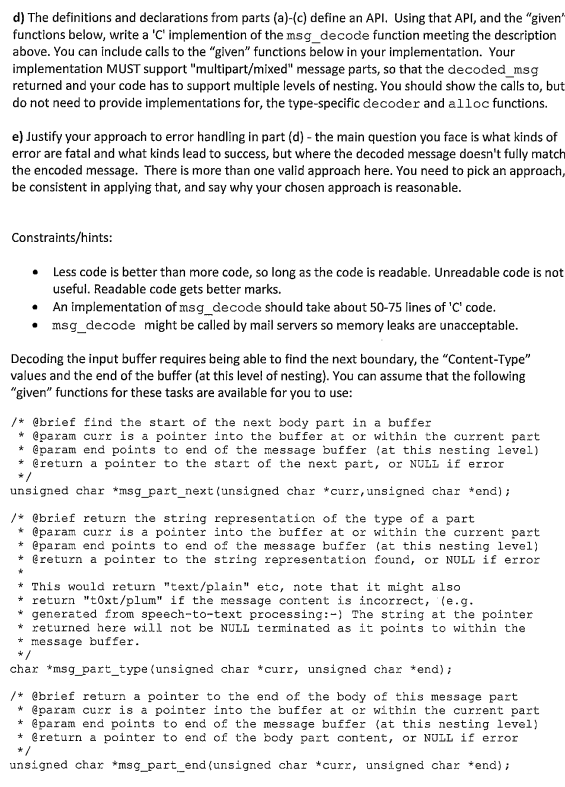 d) The definitions and declarations from parts (a)-(c) define an API. Using that API, and the "given"
functions below, write a 'C' implemention of the msg_decode function meeting the description
above. You can include calls to the "given" functions below in your implementation. Your
implementation MUST support "multipart/mixed" message parts, so that the decoded_msg
returned and your code has to support multiple levels of nesting. You should show the calls to, but
do not need to provide implementations for, the type-specific decoder and alloc functions.
e) Justify your approach to error handling in part (d) - the main question you face is what kinds of
error are fatal and what kinds lead to success, but where the decoded message doesn't fully match
the encoded message. There is more than one valid approach here. You need to pick an approach,
be consistent in applying that, and say why your chosen approach is reasonable.
Constraints/hints:
• Less code is better than more code, so long as the code is readable. Unreadable code is not
useful. Readable code gets better marks.
• An implementation of msg_decode should take about 50-75 lines of 'C' code.
• msg_decode might be called by mail servers so memory leaks are unacceptable.
Decoding the input buffer requires being able to find the next boundary, the "Content-Type"
values and the end of the buffer (at this level of nesting). You can assume that the following
"given" functions for these tasks are available for you to use:
/* @brief find the start of the next body part in a buffer
* @param curr is a pointer into the buffer at or within the current part
* @param end points to end of the message buffer (at this nesting level)
* @return a pointer to the start of the next part, or NULL if error
*/
unsigned char *msg_part_next(unsigned char *curr,unsigned char *end);
/* @brief return the string representation of the type of a part
* @param curr is a pointer into the buffer at or within the current part
* @param end points to end of the message buffer (at this nesting level)
* @return a pointer to the string representation found, or NULL if error
*
* This would return "text/plain" etc, note that it might also
* return "t0xt/plum" if the message content is incorrect, (e.g.
* generated from speech-to-text processing:-) The string at the pointer
* returned here will not be NULL terminated as it points to within the
* message buffer.
*/
char *msg_part_type(unsigned char *curr, unsigned char *end);
/* @brief return a pointer to the end of the body of this message part
* @param curr is a pointer into the buffer at or within the current part
* @param end points to end of the message buffer (at this nesting level)
* @return a pointer to end of the body part content, or NULL if error
*/
unsigned char *msg_part_end(unsigned char *curr, unsigned char *end);